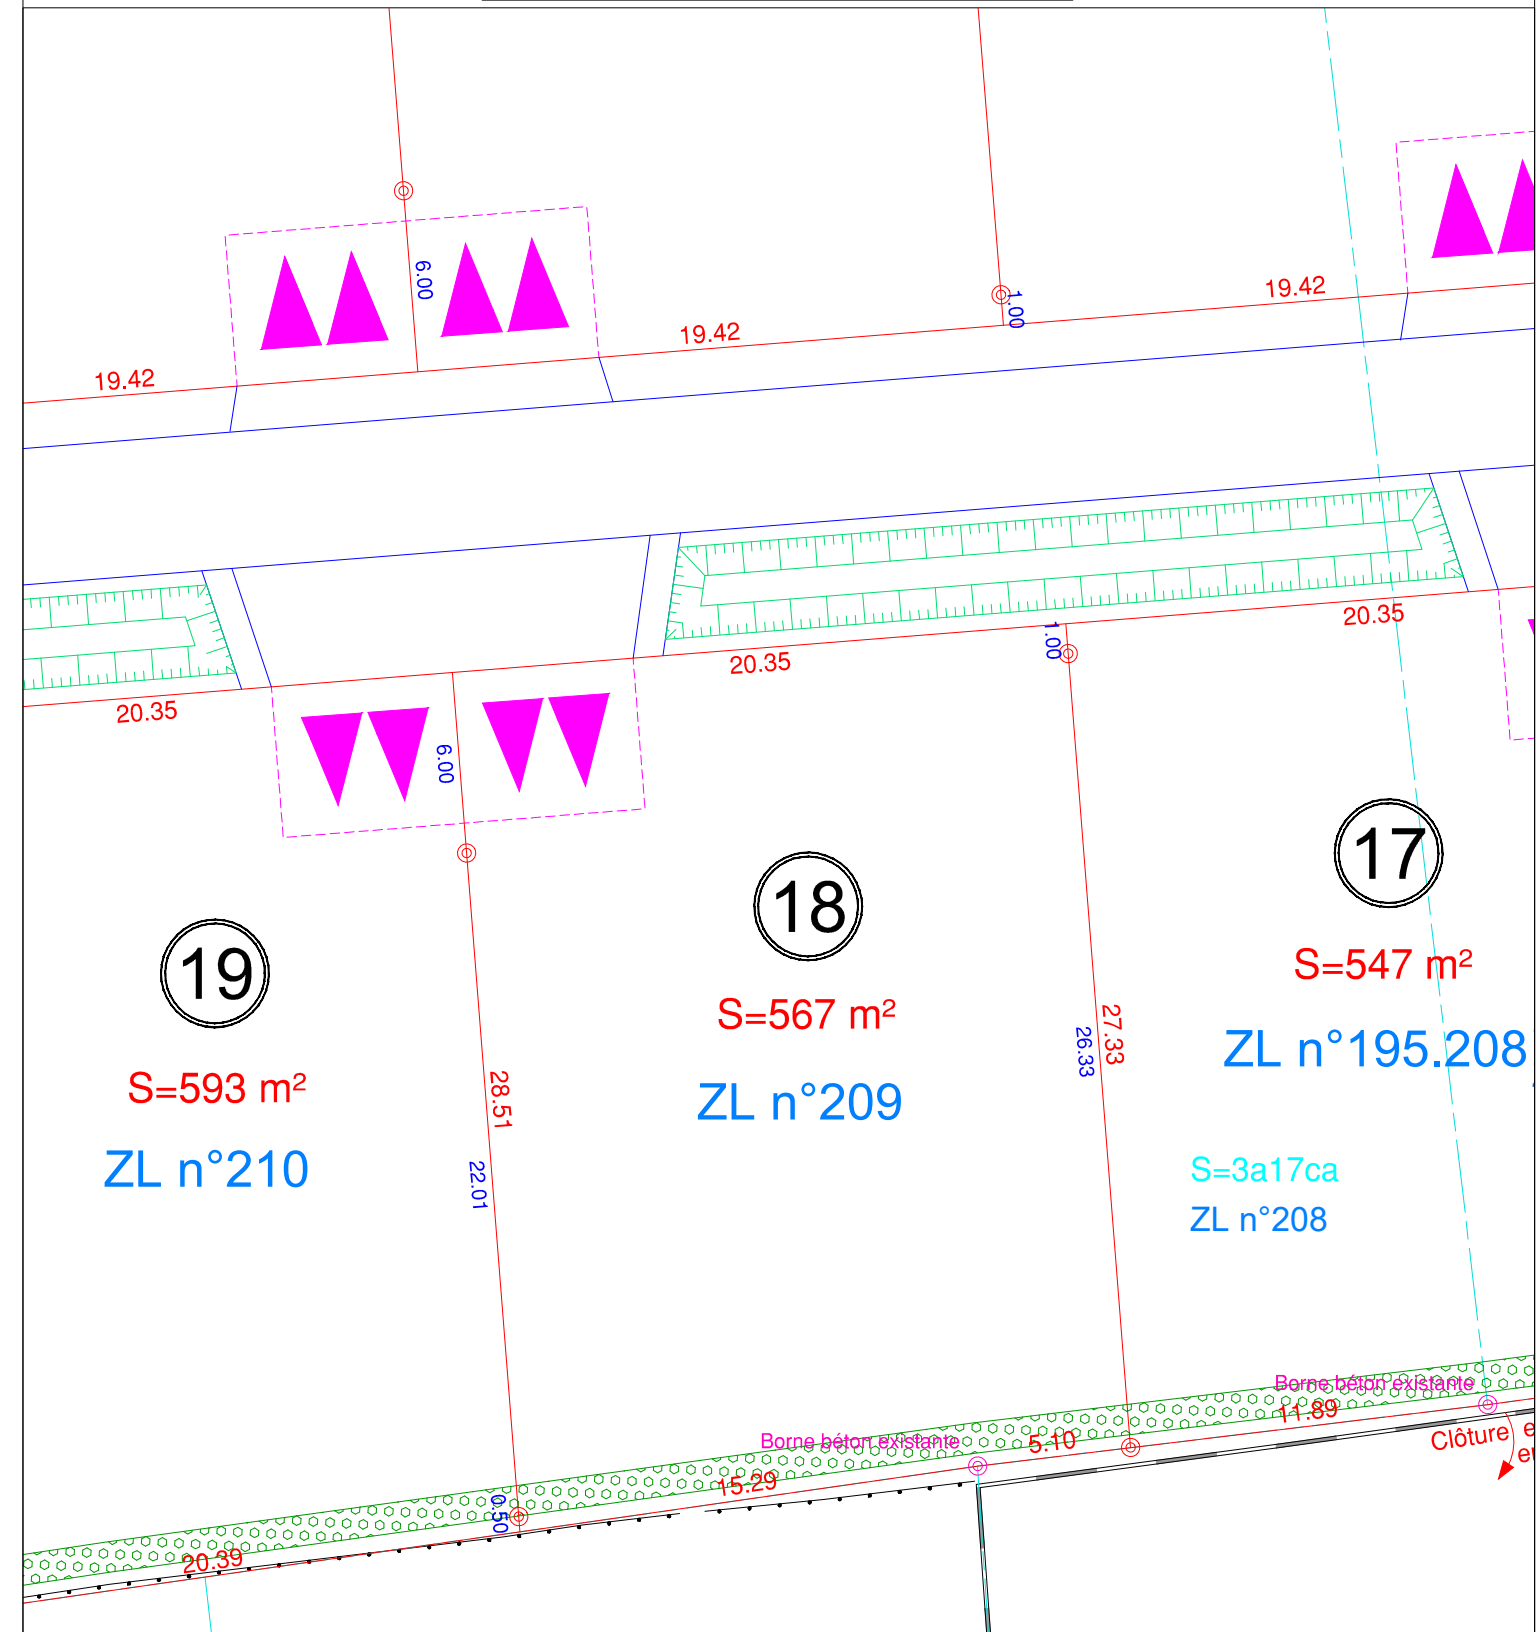 6.00
1.00
19.42
19.42
19.42
20.35
1.00
20.35
20.35
6.00
17
18
19
S=547 m²
S=567 m²
27.33
26.33
ZL n°195.208
S=593 m²
28.51
ZL n°209
ZL n°210
22.01
S=3a17ca
ZL n°208
Borne béton existante
11.89
Clôture
Borne béton existante
5.10
15.29
0.50
20.39